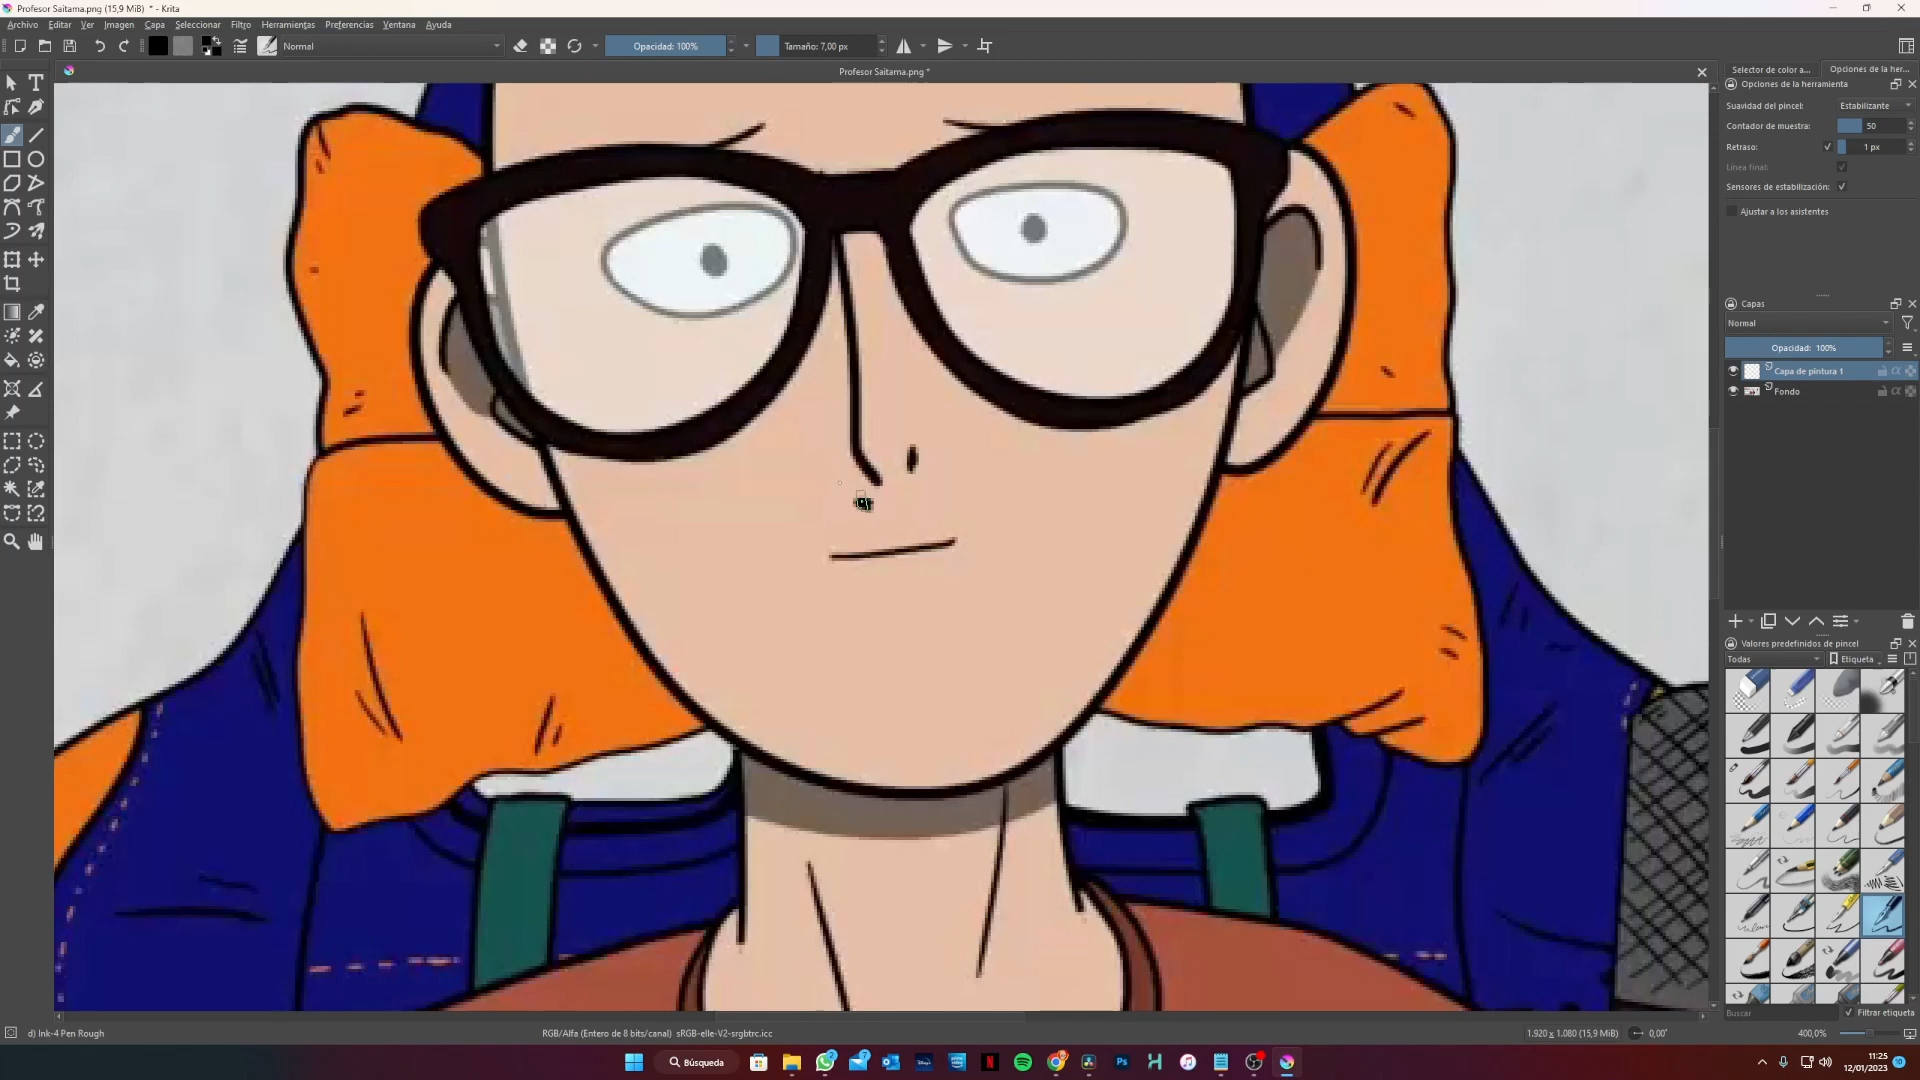 Profesor Saitama.png (15,9 MiB) * - Krita
Archivo Editar Ver Imagen Capa Seleccionar Filtro Herramientas Preferencias Ventana Ayuda
Normal
Opacidad: 100%
Tamaño: 7,00 px
Profesor Saitama.png *
Selector de color a...
Opciones de la her...
Opciones de la herramienta
Suavidad del pincel: Estabilizante
Contador de muestra: 50
Retraso: 1 px
Línea final:
Sensores de estabilización:
Ajustar a los asistentes
Capas
Normal
Opacidad: 100%
Capa de pintura 1
Fondo
Valores predefinidos de pincel
Todas
Etiqueta
Buscar
Filtrar etiqueta
d) Ink-4 Pen Rough
RGB/Alfa (Entero de 8 bits/canal) sRGB-elle-V2-srgbtrc.icc
1.920 x 1.080 (15,9 MiB)
0,00°
400,0%
Búsqueda
11:25
12/01/2023